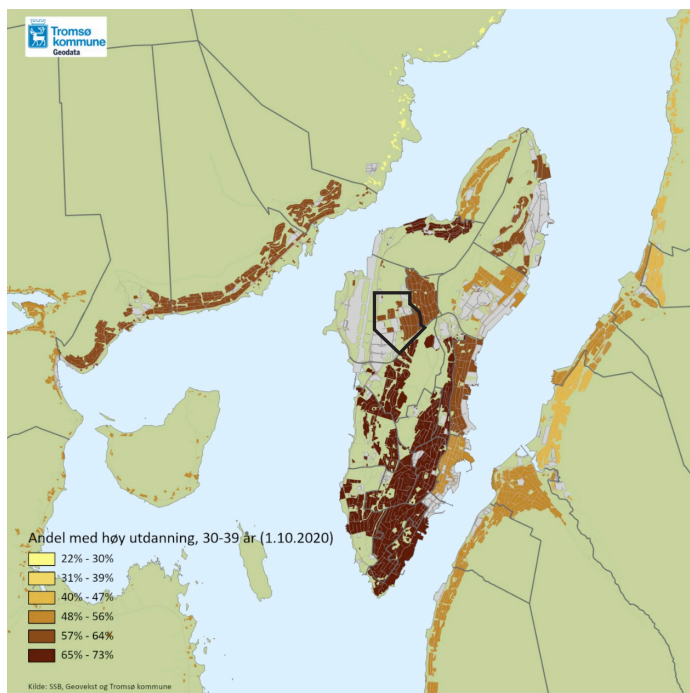 Tromsø
kommune
Geodata
Andel med høy utdanning, 30-39 år (1.10.2020)
22% - 30%
31% - 39%
40% - 47%
48% - 56%
57% - 64%
65% - 73%
Kilde: SSB, Geovekst og Tromsø kommune